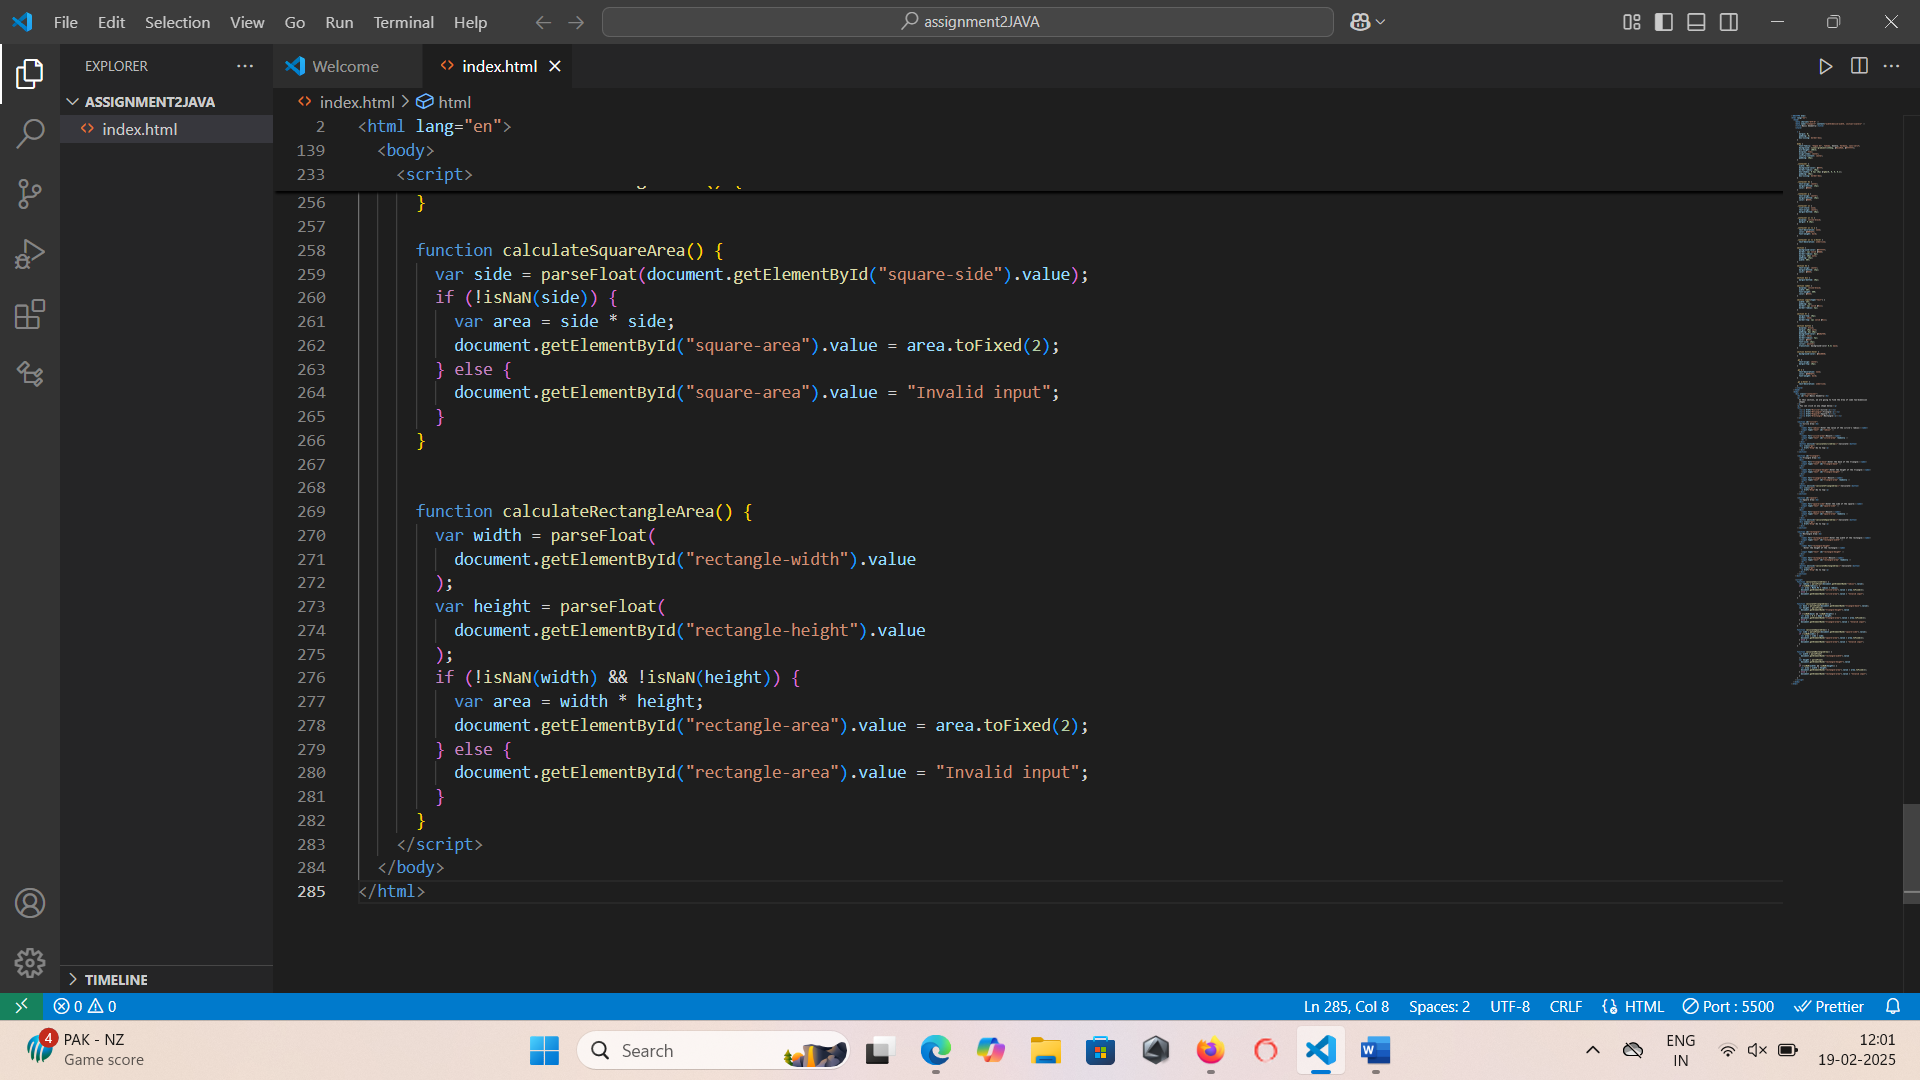 File Edit Selection View Go Run Terminal Help
assignment2JAVA
EXPLORER
Welcome
index.html
ASSIGNMENT2JAVA
index.html
index.html > html
2 <html lang="en">
139 <body>
233 <script>
256 }
257
258 function calculateSquareArea() {
259 var side = parseFloat(document.getElementById("square-side").value);
260 if (!isNaN(side)) {
261 var area = side * side;
262 document.getElementById("square-area").value = area.toFixed(2);
263 } else {
264 document.getElementById("square-area").value = "Invalid input";
265 }
266 }
267
268
269 function calculateRectangleArea() {
270 var width = parseFloat(
271 document.getElementById("rectangle-width").value
272 );
273 var height = parseFloat(
274 document.getElementById("rectangle-height").value
275 );
276 if (!isNaN(width) && !isNaN(height)) {
277 var area = width * height;
278 document.getElementById("rectangle-area").value = area.toFixed(2);
279 } else {
280 document.getElementById("rectangle-area").value = "Invalid input";
281 }
282 }
283 </script>
284 </body>
285 </html>
TIMELINE
0 0
Ln 285, Col 8 Spaces: 2 UTF-8 CRLF HTML Port : 5500 Prettier
4
PAK - NZ
Game score
Search
W
ENG
IN
12:01
19-02-2025